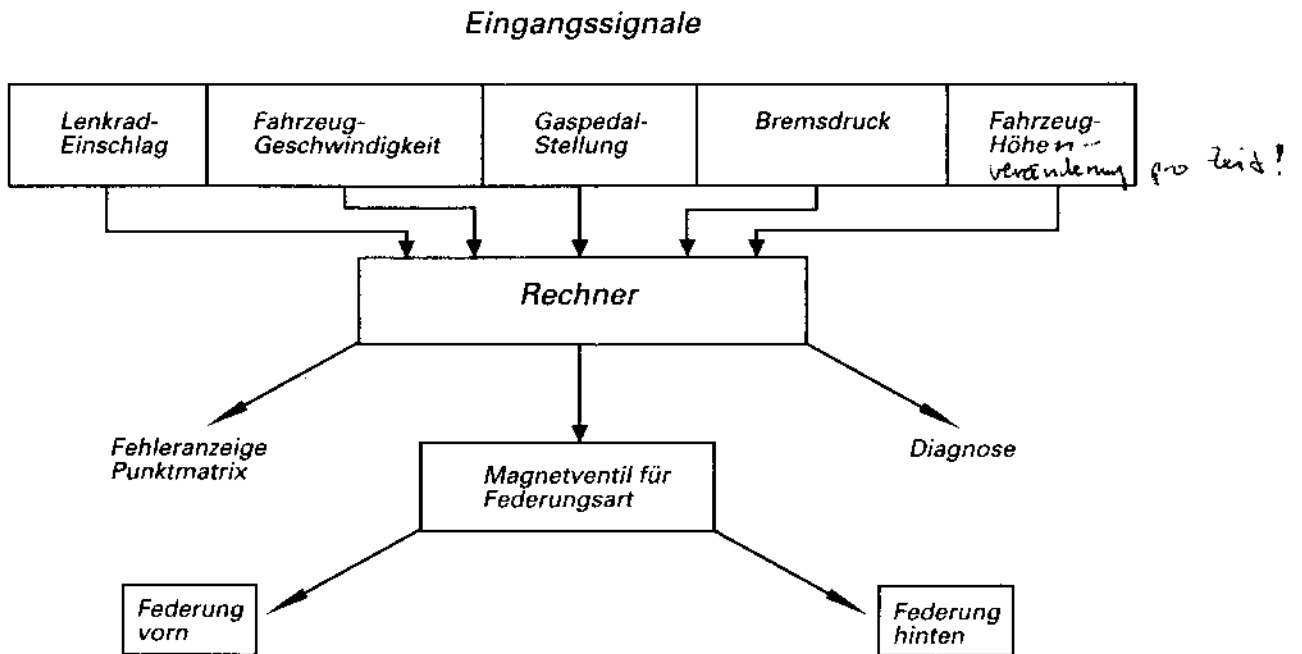 Eingangssignale
Lenkrad-
Einschlag
Fahrzeug-
Geschwindigkeit
Gaspedal-
Stellung
Bremsdruck
Fahrzeug-
Höhen-
veränderung pro Zeit!
Rechner
Fehleranzeige
Punktmatrix
Magnetventil für
Federungsart
Diagnose
Federung
vorn
Federung
hinten